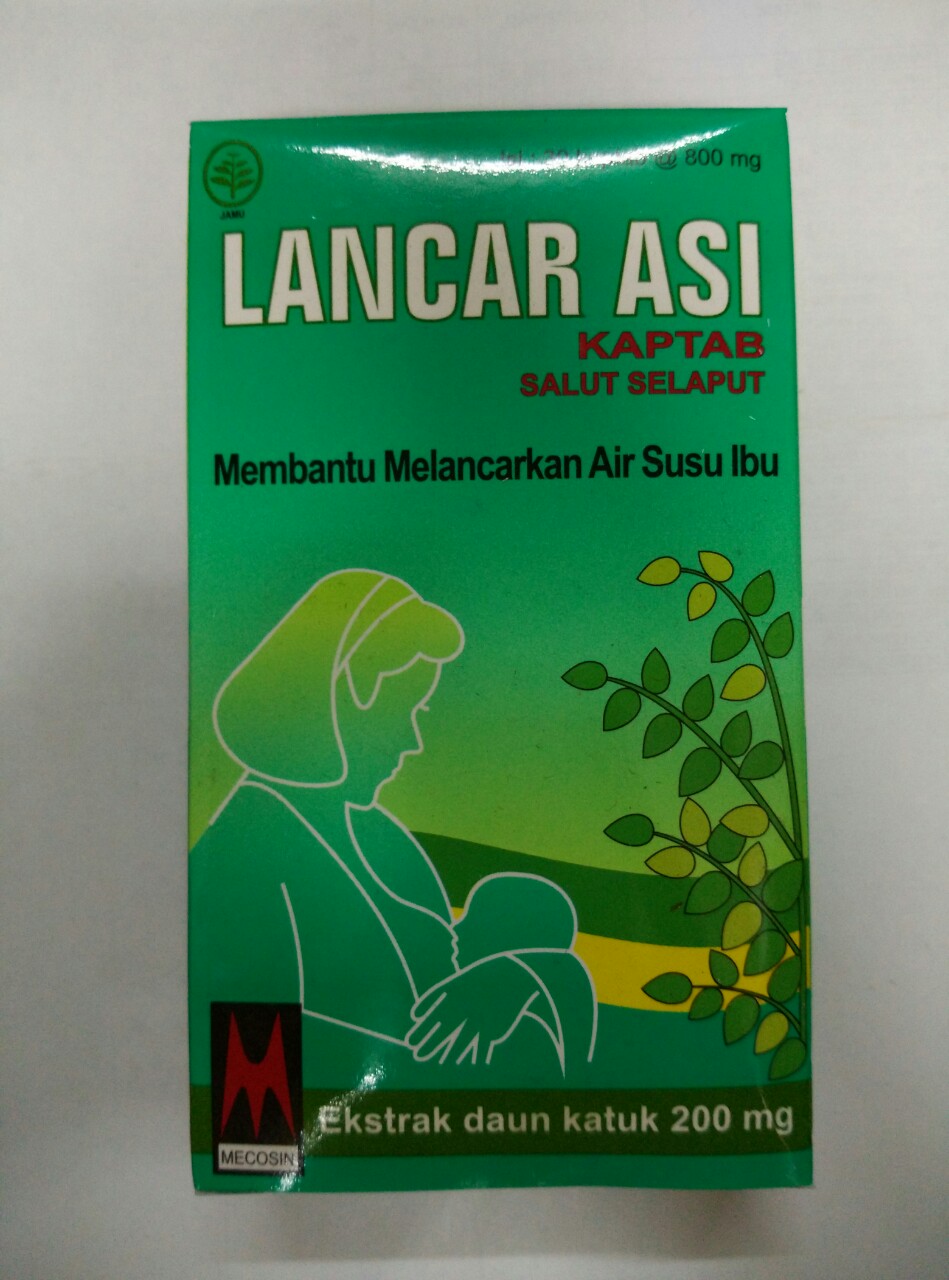 @ 800 mg
JAMU
LANCAR ASI
KAPTAB
SALUT SELAPUT
Membantu Melancarkan Air Susu Ibu
Ekstrak daun katuk 200 mg
MECOSIN